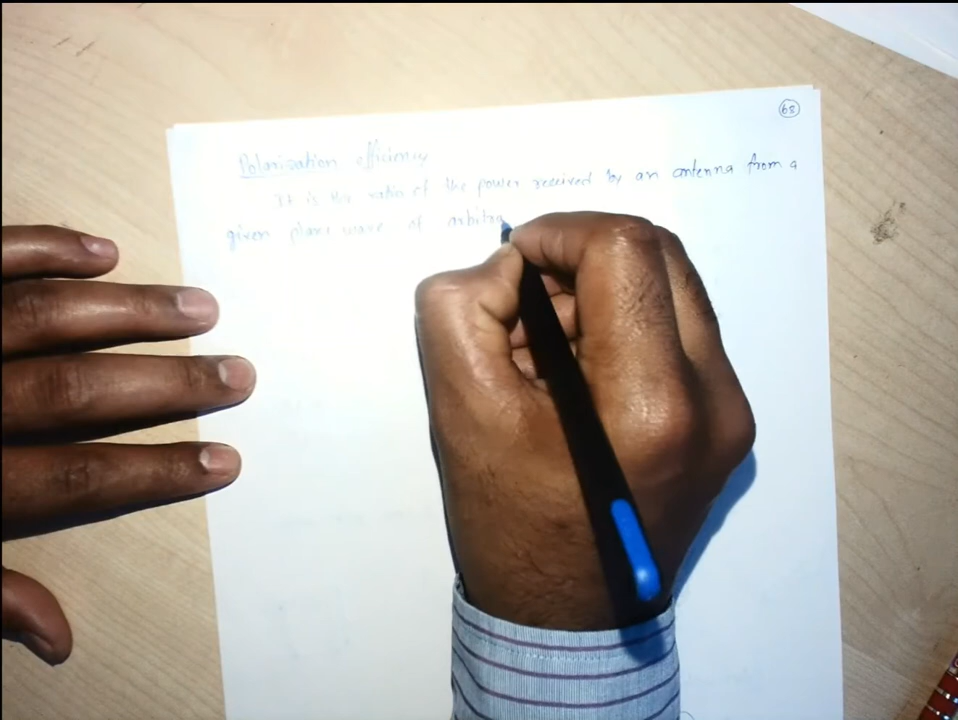 68
Polarization efficiency
It is the ratio of the power received by an antenna from a
given plane wave of arbitra